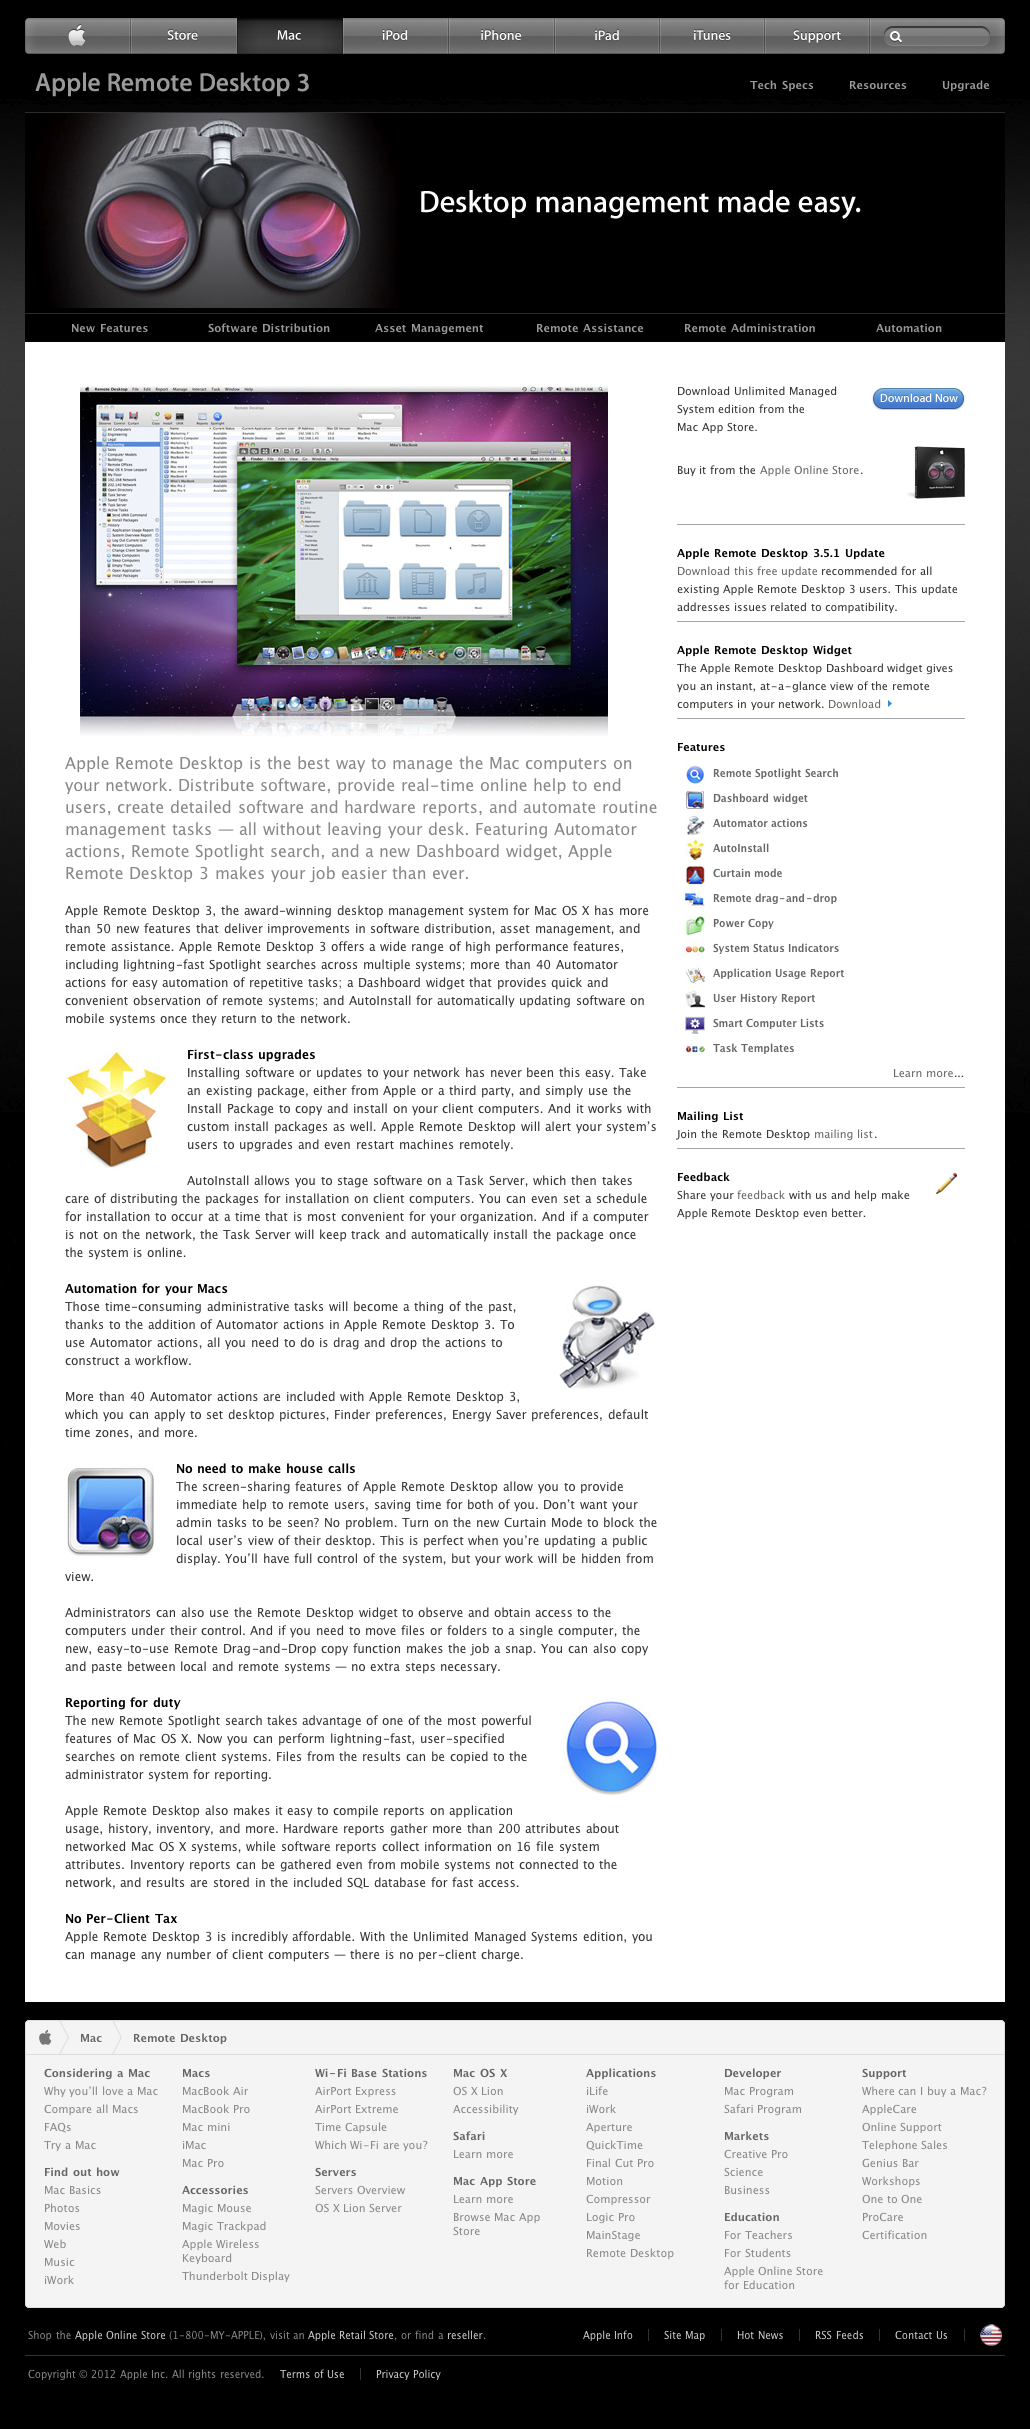 Store
Mac
iPod
iPhone
iPad
iTunes
Support
Apple Remote Desktop 3
Tech Specs
Resources
Upgrade
Desktop management made easy.
New Features
Software Distribution
Asset Management
Remote Assistance
Remote Administration
Automation
Apple Remote Desktop is the best way to manage the Mac computers on
your network. Distribute software, provide real-time online help to end
users, create detailed software and hardware reports, and automate routine
management tasks — all without leaving your desk. Featuring Automator
actions, Remote Spotlight search, and a new Dashboard widget, Apple
Remote Desktop 3 makes your job easier than ever.
Apple Remote Desktop 3, the award-winning desktop management system for Mac OS X has more
than 50 new features that deliver improvements in software distribution, asset management, and
remote assistance. Apple Remote Desktop 3 offers a wide range of high performance features,
including lightning-fast Spotlight searches across multiple systems; more than 40 Automator
actions for easy automation of repetitive tasks; a Dashboard widget that provides quick and
convenient observation of remote systems; and AutoInstall for automatically updating software on
mobile systems once they return to the network.
First-class upgrades
Installing software or updates to your network has never been this easy. Take
an existing package, either from Apple or a third party, and simply use the
Install Package to copy and install on your client computers. And it works with
custom install packages as well. Apple Remote Desktop will alert your system's
users to upgrades and even restart machines remotely.
AutoInstall allows you to stage software on a Task Server, which then takes
care of distributing the packages for installation on client computers. You can even set a schedule
for installation to occur at a time that is most convenient for your organization. And if a computer
is not on the network, the Task Server will keep track and automatically install the package once
the system is online.
Automation for your Macs
Those time-consuming administrative tasks will become a thing of the past,
thanks to the addition of Automator actions in Apple Remote Desktop 3. To
use Automator actions, all you need to do is drag and drop the actions to
construct a workflow.
More than 40 Automator actions are included with Apple Remote Desktop 3,
which you can apply to set desktop pictures, Finder preferences, Energy Saver preferences, default
time zones, and more.
No need to make house calls
The screen-sharing features of Apple Remote Desktop allow you to provide
immediate help to remote users, saving time for both of you. Don't want your
admin tasks to be seen? No problem. Turn on the new Curtain Mode to block the
local user's view of their desktop. This is perfect when you're updating a public
display. You'll have full control of the system, but your work will be hidden from
view.
Administrators can also use the Remote Desktop widget to observe and obtain access to the
computers under their control. And if you need to move files or folders to a single computer, the
new, easy-to-use Remote Drag-and-Drop copy function makes the job a snap. You can also copy
and paste between local and remote systems — no extra steps necessary.
Reporting for duty
The new Remote Spotlight search takes advantage of one of the most powerful
features of Mac OS X. Now you can perform lightning-fast, user-specified
searches on remote client systems. Files from the results can be copied to the
administrator system for reporting.
Apple Remote Desktop also makes it easy to compile reports on application
usage, history, inventory, and more. Hardware reports gather more than 200 attributes about
networked Mac OS X systems, while software reports collect information on 16 file system
attributes. Inventory reports can be gathered even from mobile systems not connected to the
network, and results are stored in the included SQL database for fast access.
No Per-Client Tax
Apple Remote Desktop 3 is incredibly affordable. With the Unlimited Managed Systems edition, you
can manage any number of client computers — there is no per-client charge.
Download Unlimited Managed
System edition from the
Mac App Store.
Download Now
Buy it from the Apple Online Store.
Apple Remote Desktop 3.5.1 Update
Download this free update recommended for all
existing Apple Remote Desktop 3 users. This update
addresses issues related to compatibility.
Apple Remote Desktop Widget
The Apple Remote Desktop Dashboard widget gives
you an instant, at-a-glance view of the remote
computers in your network. Download
Features
Remote Spotlight Search
Dashboard widget
Automator actions
AutoInstall
Curtain mode
Remote drag-and-drop
Power Copy
System Status Indicators
Application Usage Report
User History Report
Smart Computer Lists
Task Templates
Learn more...
Mailing List
Join the Remote Desktop mailing list.
Feedback
Share your feedback with us and help make
Apple Remote Desktop even better.
Mac
Remote Desktop
Considering a Mac
Why you'll love a Mac
Compare all Macs
FAQs
Try a Mac
Find out how
Mac Basics
Photos
Movies
Web
Music
iWork
Macs
MacBook Air
MacBook Pro
Mac mini
iMac
Mac Pro
Accessories
Magic Mouse
Magic Trackpad
Apple Wireless
Keyboard
Thunderbolt Display
Wi-Fi Base Stations
AirPort Express
AirPort Extreme
Time Capsule
Which Wi-Fi are you?
Servers
Servers Overview
OS X Lion Server
Mac OS X
OS X Lion
Accessibility
Safari
Learn more
Mac App Store
Learn more
Browse Mac App
Store
Applications
iLife
iWork
Aperture
QuickTime
Final Cut Pro
Motion
Compressor
Logic Pro
MainStage
Remote Desktop
Developer
Mac Program
Safari Program
Markets
Creative Pro
Science
Business
Education
For Teachers
For Students
Apple Online Store
for Education
Support
Where can I buy a Mac?
AppleCare
Online Support
Telephone Sales
Genius Bar
Workshops
One to One
ProCare
Certification
Shop the Apple Online Store (1-800-MY-APPLE), visit an Apple Retail Store, or find a reseller.
Apple Info
Site Map
Hot News
RSS Feeds
Contact Us
Copyright © 2012 Apple Inc. All rights reserved.
Terms of Use
Privacy Policy